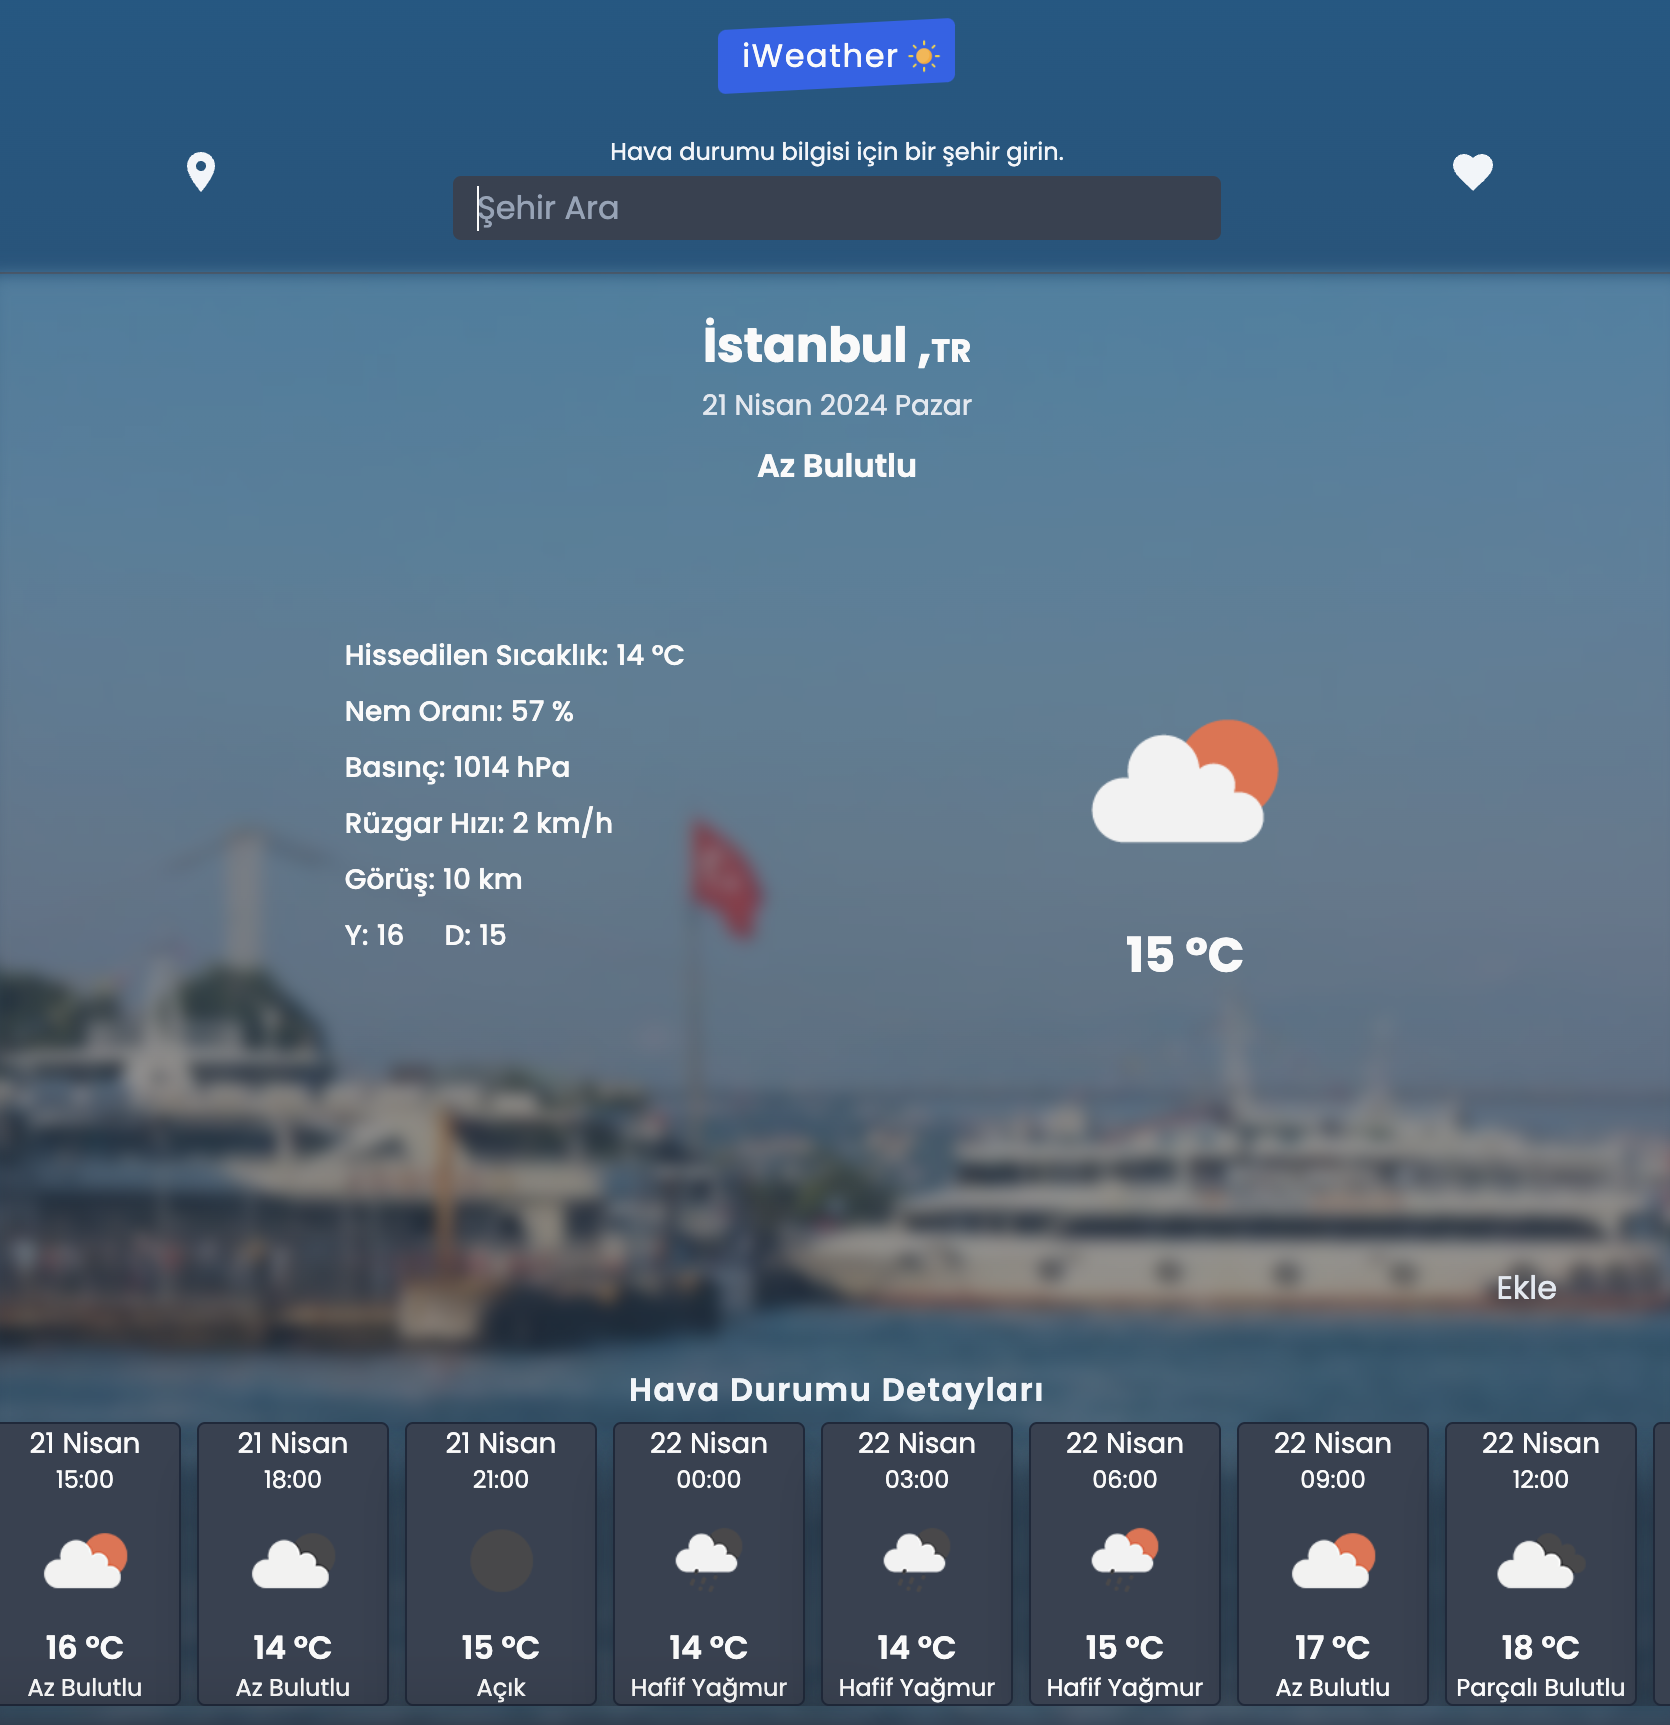 iWeather
Hava durumu bilgisi için bir şehir girin.
Şehir Ara
İstanbul ,TR
21 Nisan 2024 Pazar
Az Bulutlu
Hissedilen Sıcaklık: 14 °C
Nem Oranı: 57 %
Basınç: 1014 hPa
Rüzgar Hızı: 2 km/h
Görüş: 10 km
Y: 16 D: 15
15 °C
Ekle
Hava Durumu Detayları
21 Nisan
15:00
16 °C
Az Bulutlu
21 Nisan
18:00
14 °C
Az Bulutlu
21 Nisan
21:00
15 °C
Açık
22 Nisan
00:00
14 °C
Hafif Yağmur
22 Nisan
03:00
14 °C
Hafif Yağmur
22 Nisan
06:00
15 °C
Hafif Yağmur
22 Nisan
09:00
17 °C
Az Bulutlu
22 Nisan
12:00
18 °C
Parçalı Bulutlu